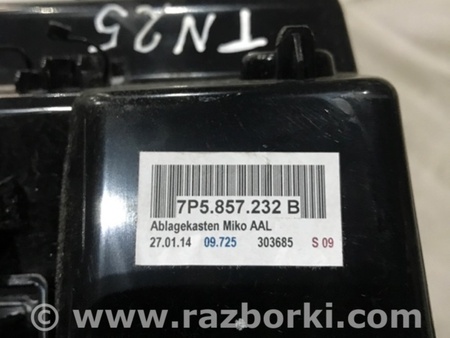 TN25
7P5.857.232 B
Ablagekasten Miko AAL
27.01.14 09.725 303685 S 09
www.razborki.com